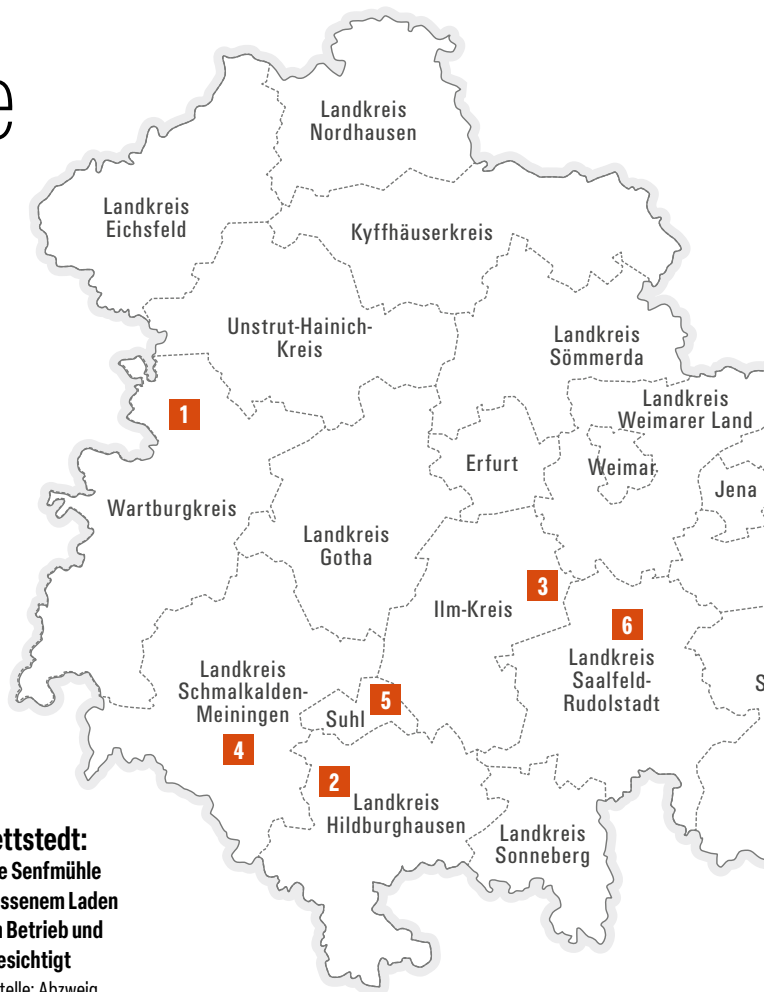 e
Landkreis
Nordhausen
Landkreis
Eichsfeld
Kyffhäuserkreis
Unstrut-Hainich-
Kreis
Landkreis
Sömmerda
Landkreis
Weimarer Land
1
Erfurt
Weimar
Jena
Wartburgkreis
Landkreis
Gotha
3
Ilm-Kreis
6
Landkreis
Saalfeld-
Rudolstadt
Landkreis
Schmalkalden-
Meiningen
S
5
Suhl
4
2
Landkreis
Hildburghausen
Landkreis
Sonneberg
ettstedt:
e Senfmühle
ssenem Laden
n Betrieb und
esichtigt
telle: Abzweig